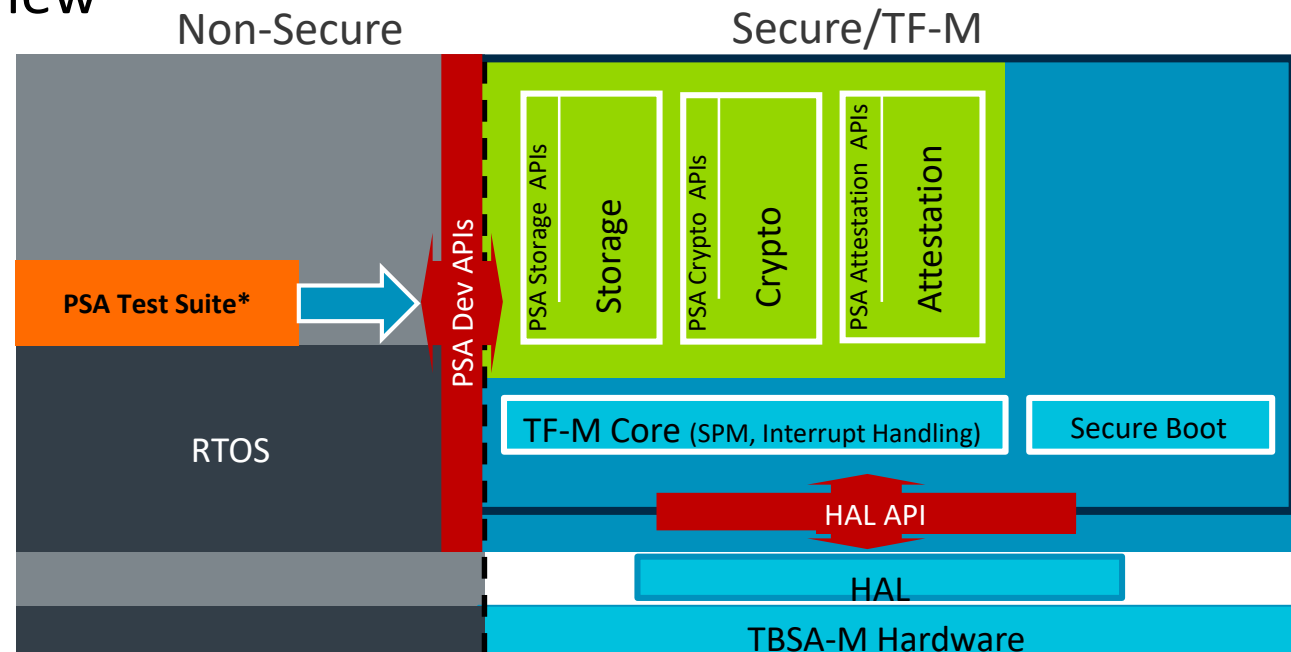 Non-Secure
Secure/TF-M
PSA Test Suite*
RTOS
PSA Dev APIs
PSA Storage APIs
Storage
PSA Crypto APIs
Crypto
PSA Attestation APIs
Attestation
TF-M Core (SPM, Interrupt Handling)
Secure Boot
HAL API
HAL
TBSA-M Hardware